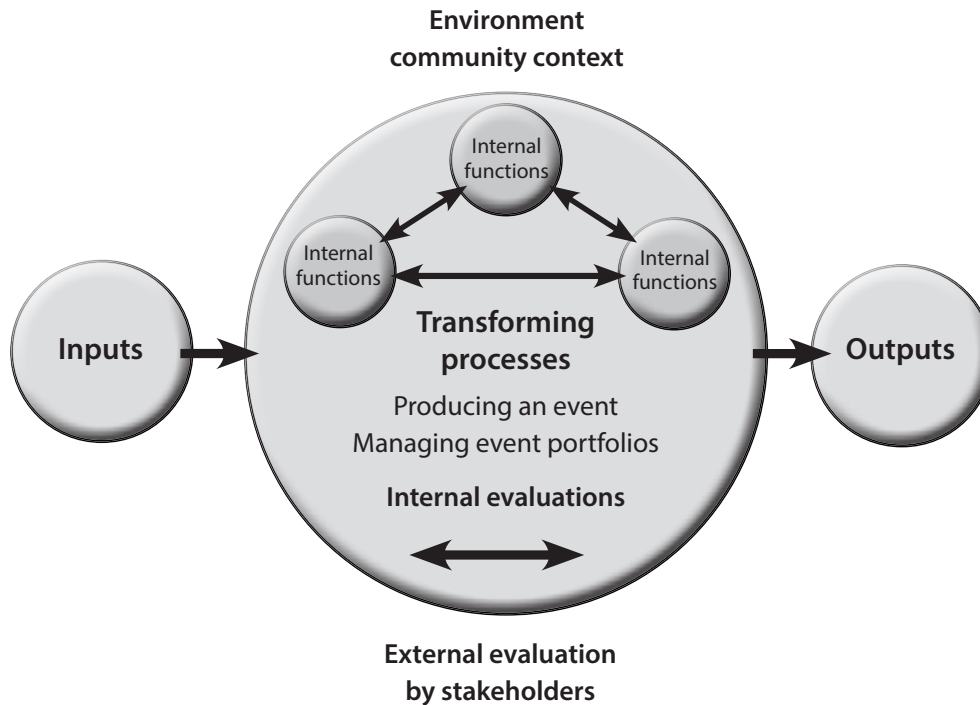 Environment
community context
Internal
functions
Internal
functions
Internal
functions
Inputs
Transforming
processes
Outputs
Producing an event
Managing event portfolios
Internal evaluations
External evaluation
by stakeholders